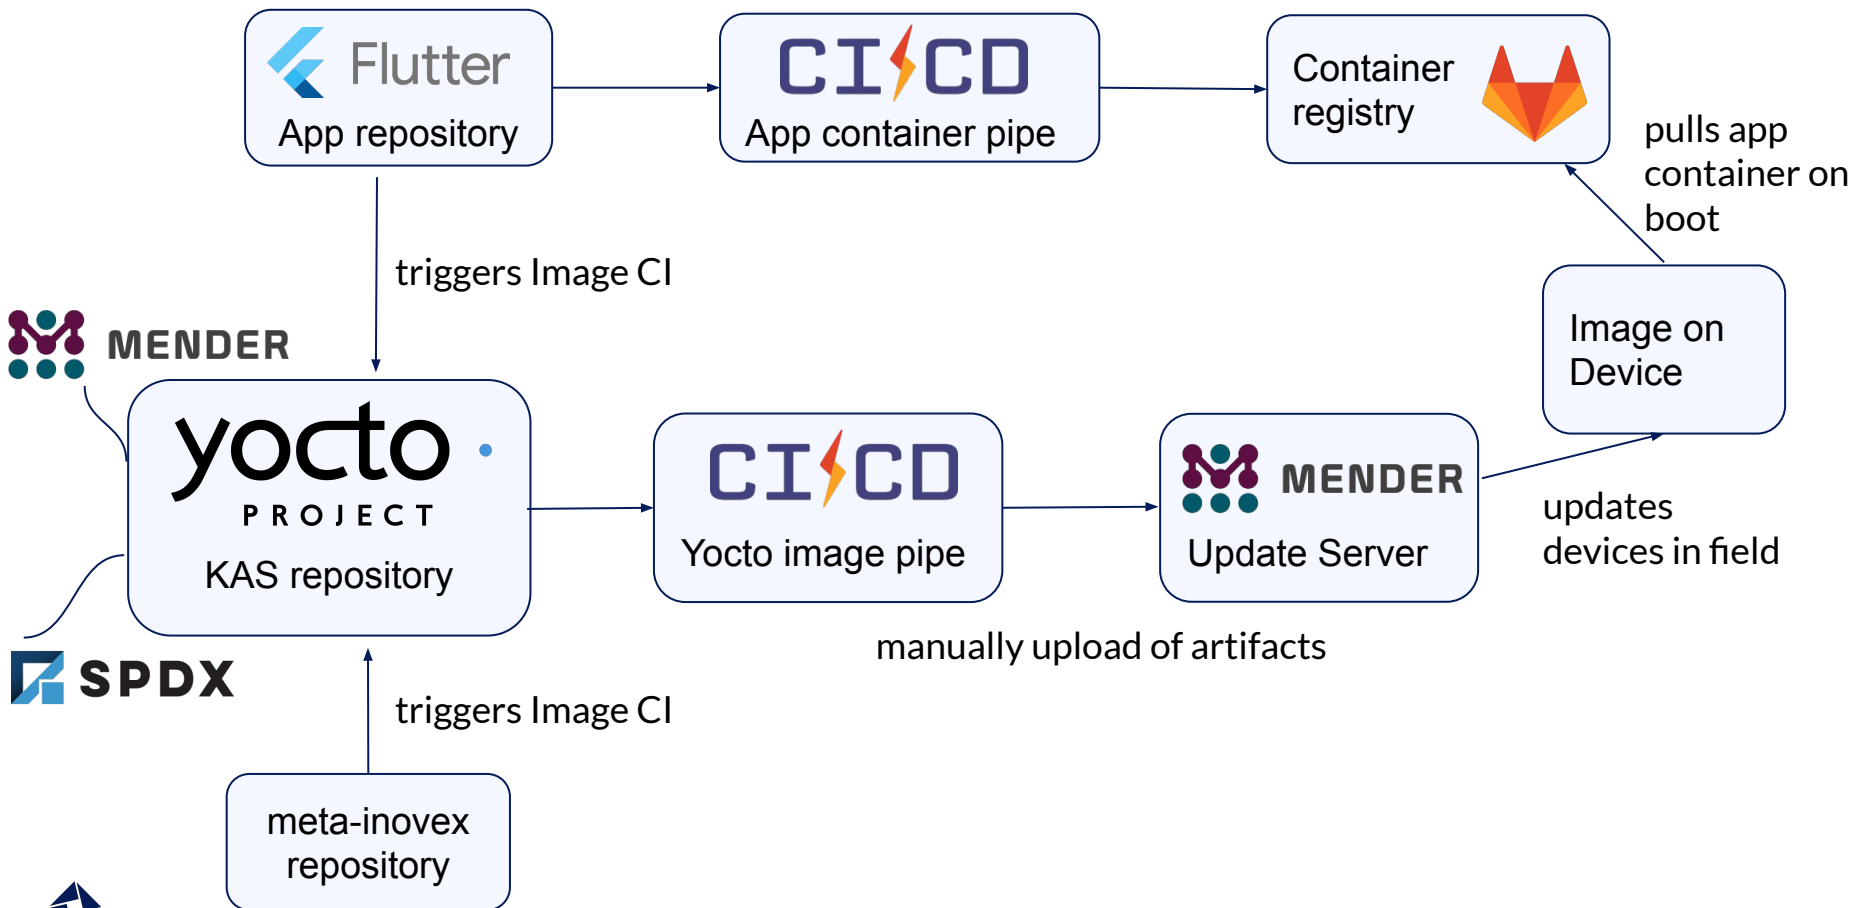 Flutter
App repository
CI CD
App container pipe
Container
registry
pulls app
container on
boot
triggers Image CI
MENDER
Image on
Device
yocto
PROJECT
KAS repository
CI CD
Yocto image pipe
MENDER
Update Server
updates
devices in field
manually upload of artifacts
SPDX
triggers Image CI
meta-inovex
repository